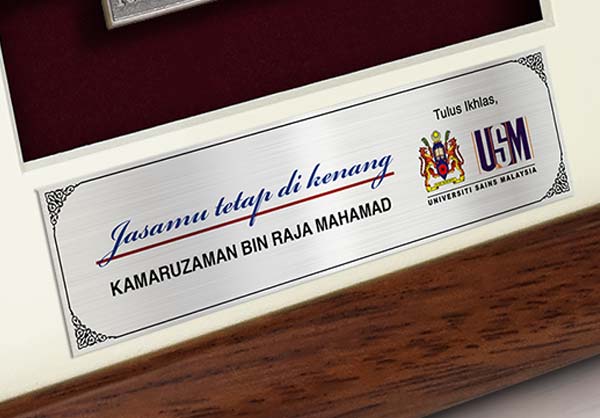 Jasamu tetap di kenang
KAMARUZAMAN BIN RAJA MAHAMAD
Tulus Ikhlas,
USM
UNIVERSITI SAINS MALAYSIA